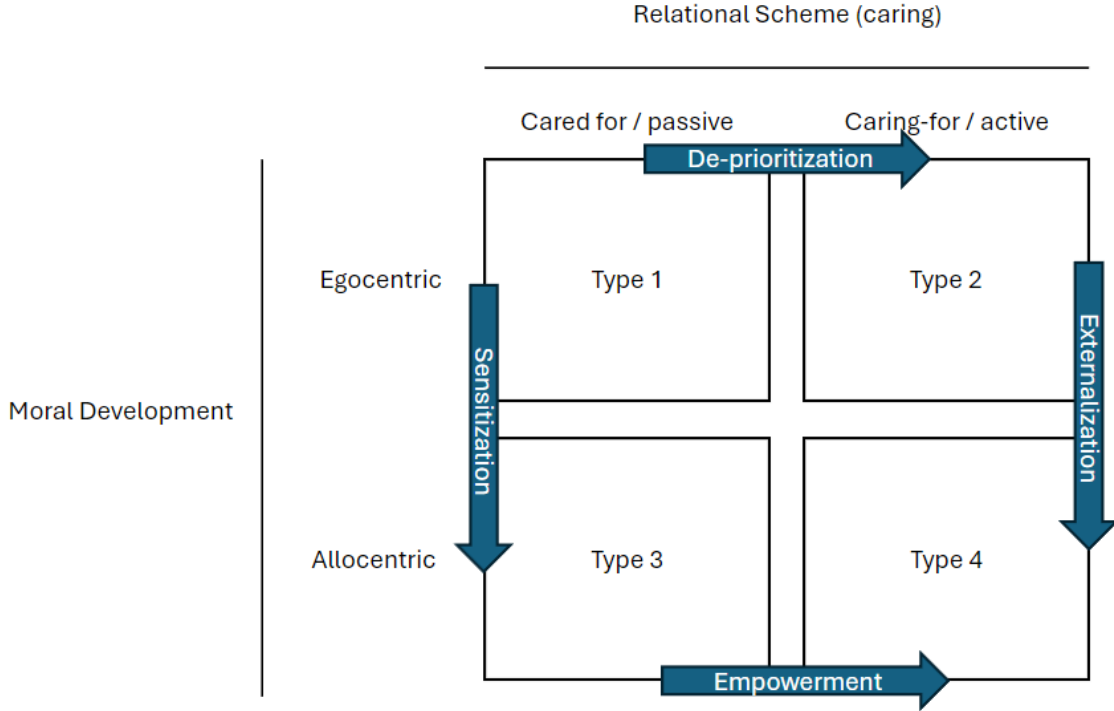 Relational Scheme (caring)
Cared for / passive
Caring-for / active
De-prioritization
Egocentric
Type 1
Type 2
Sensitization
Externalization
Moral Development
Allocentric
Type 3
Type 4
Empowerment